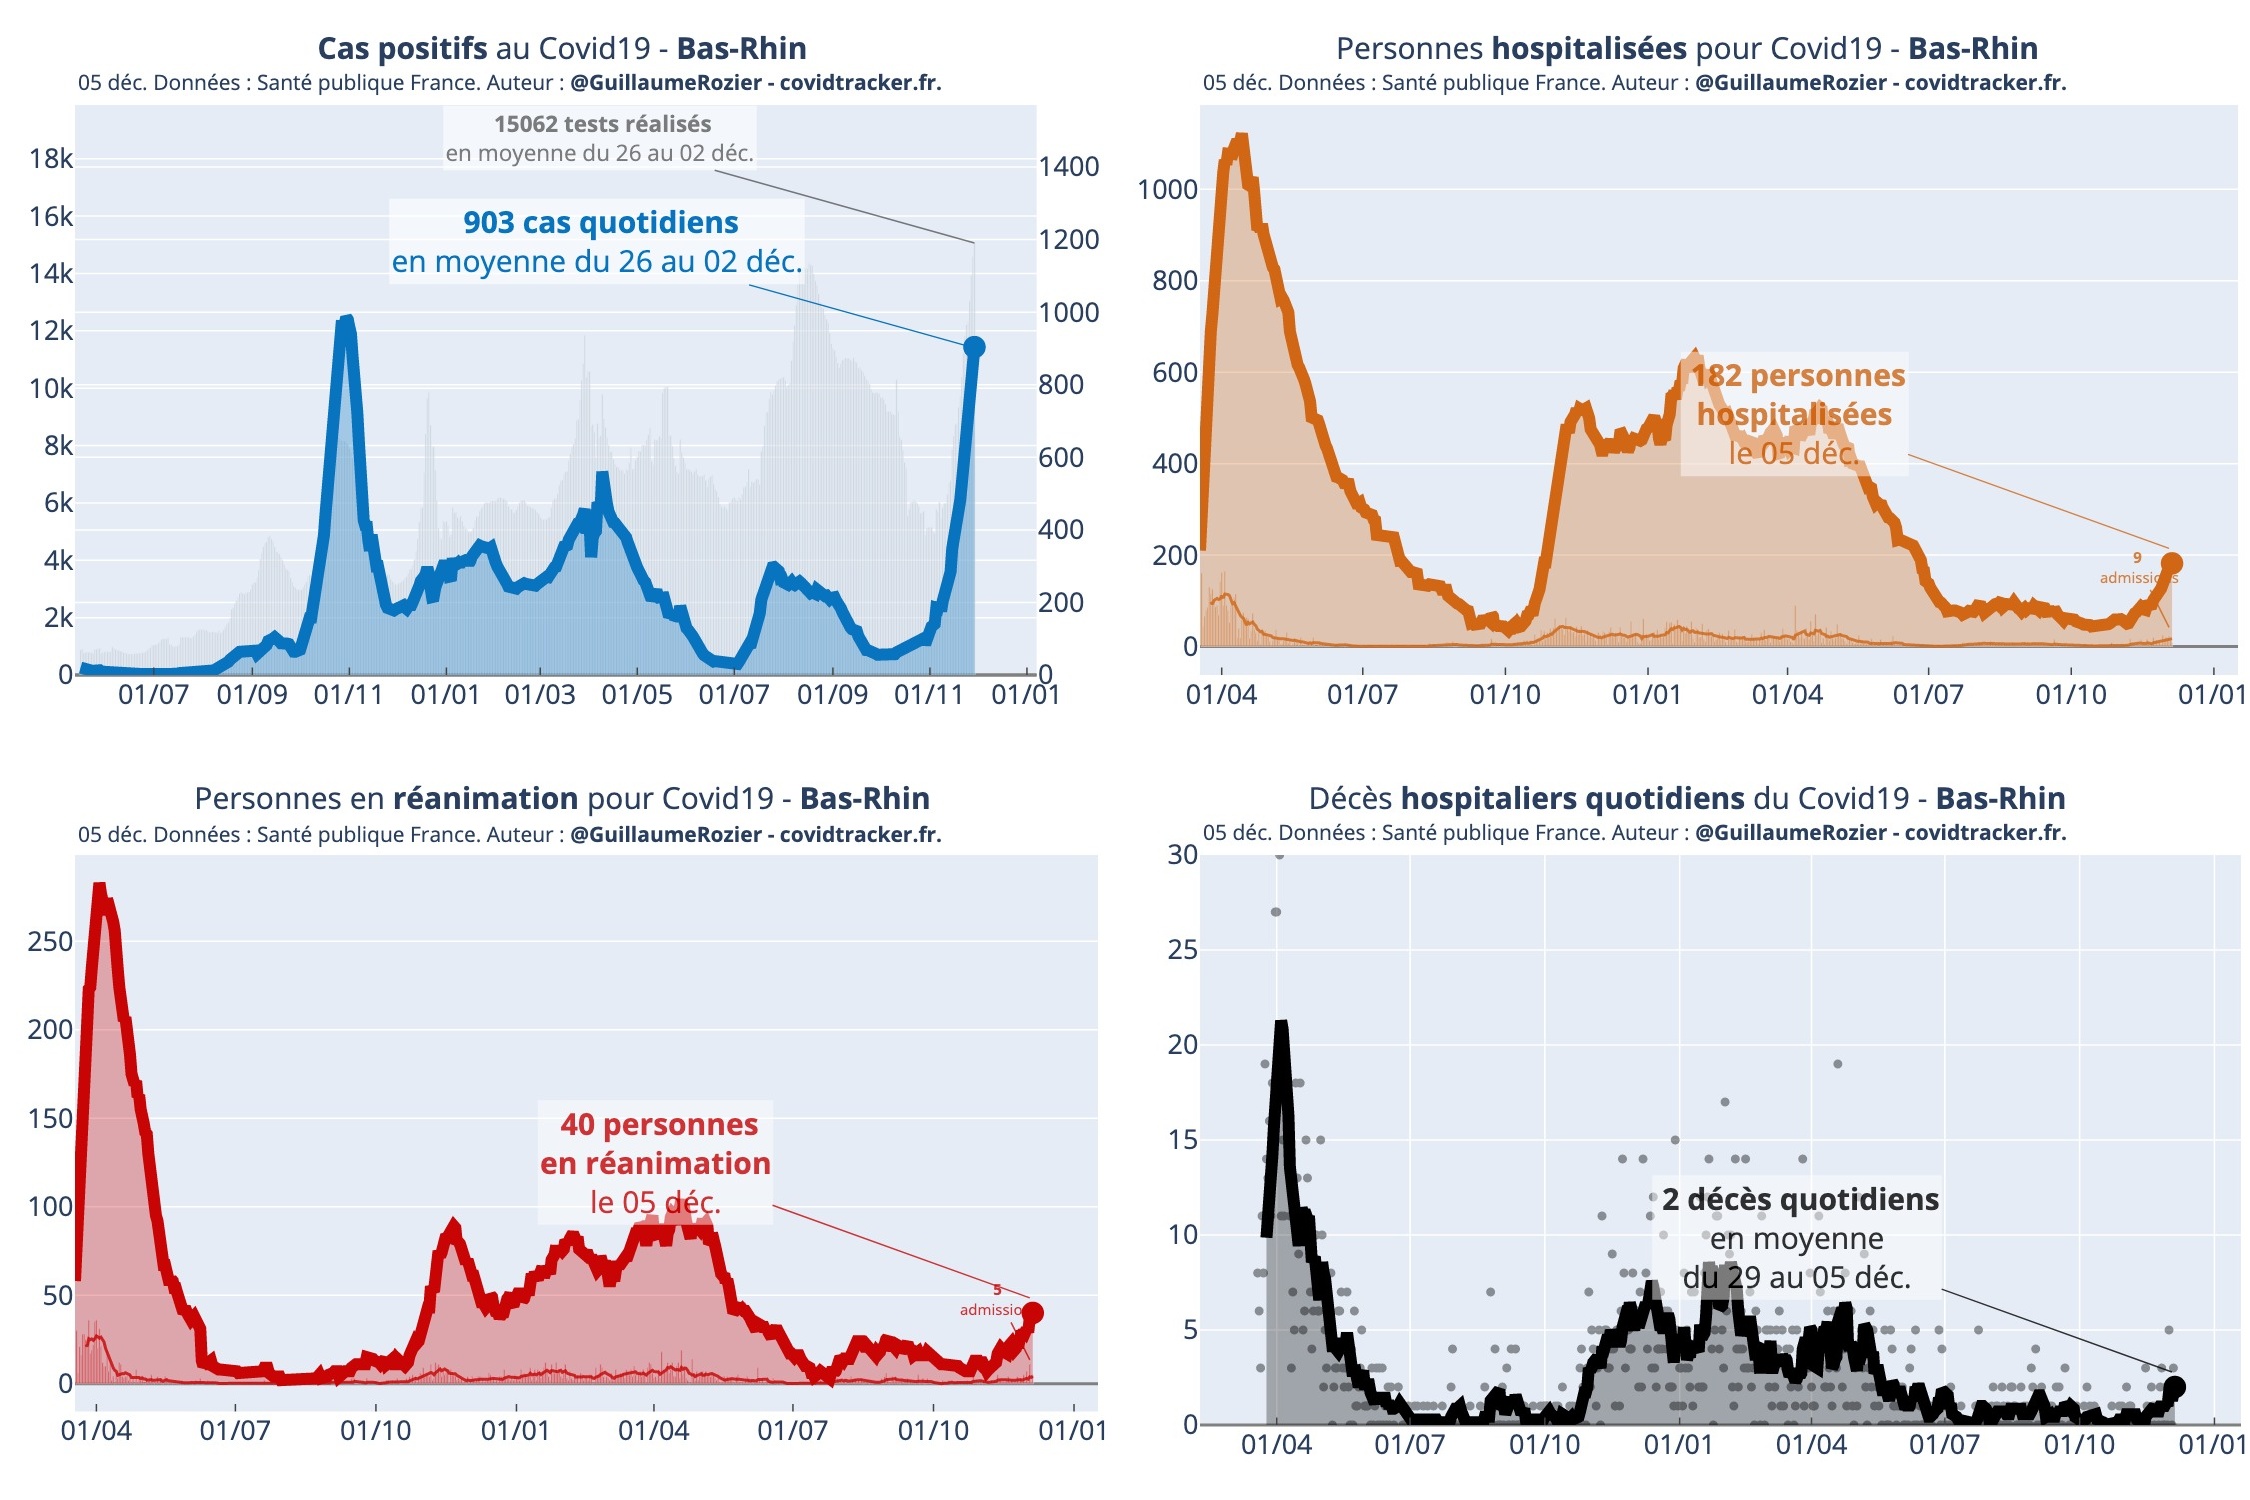 Cas positifs au Covid19 - Bas-Rhin
05 déc. Données : Santé publique France. Auteur : @GuillaumeRozier - covidtracker.fr.
15062 tests réalisés
en moyenne du 26 au 02 déc.
903 cas quotidiens
en moyenne du 26 au 02 déc.
18k
16k
14k
12k
10k
8k
6k
4k
2k
0
1400
1200
1000
800
600
400
200
0
01/07 01/09 01/11 01/01 01/03 01/05 01/07 01/09 01/11 01/01
Personnes hospitalisées pour Covid19 - Bas-Rhin
05 déc. Données : Santé publique France. Auteur : @GuillaumeRozier - covidtracker.fr.
1000
800
600
400
200
0
182 personnes
hospitalisées
le 05 déc.
9
admissions
01/04 01/07 01/10 01/01 01/04 01/07 01/10 01/01
Personnes en réanimation pour Covid19 - Bas-Rhin
05 déc. Données : Santé publique France. Auteur : @GuillaumeRozier - covidtracker.fr.
250
200
150
100
50
0
40 personnes
en réanimation
le 05 déc.
5
admissio
01/04 01/07 01/10 01/01 01/04 01/07 01/10 01/01
Décès hospitaliers quotidiens du Covid19 - Bas-Rhin
05 déc. Données : Santé publique France. Auteur : @GuillaumeRozier - covidtracker.fr.
30
25
20
15
10
5
0
2 décès quotidiens
en moyenne
du 29 au 05 déc.
01/04 01/07 01/10 01/01 01/04 01/07 01/10 01/01